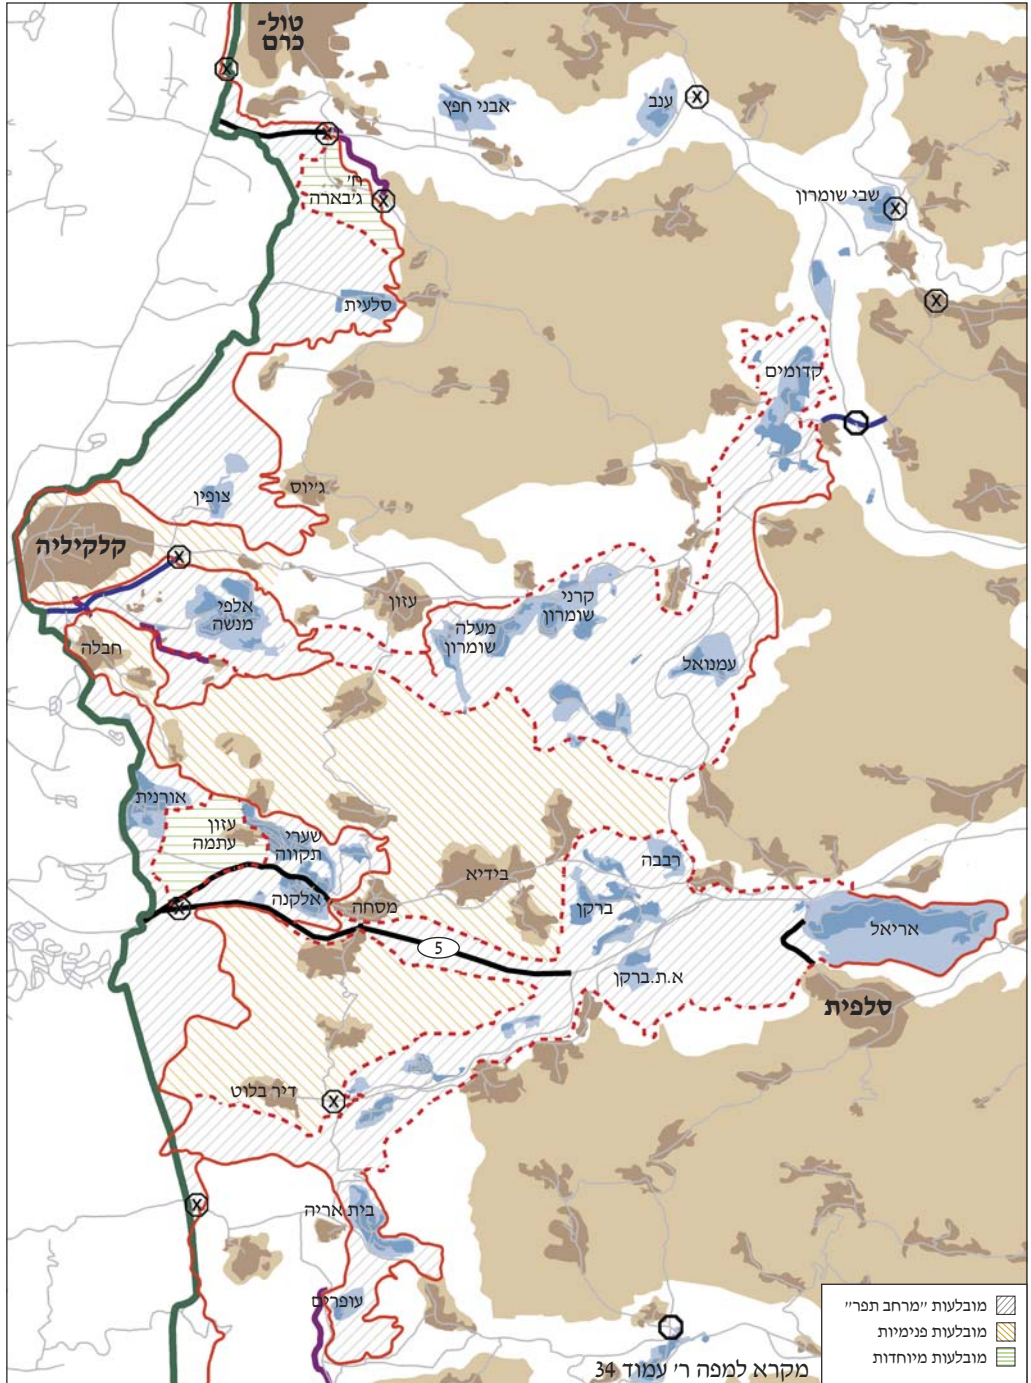 טול-
כרם
אבני חפץ
ענב
שבי שומרון
ח'
ג'בארה
סלעית
קדומים
צופין
ג'יוס
קלקיליה
אלפי
מנשה
עזון
קרני
שומרון
מעלה
שומרון
חבלה
עמנואל
אורנית
עזון
עתמה
שערי
תקווה
רבבה
בידיא
אלקנה
מסחה
ברקן
אריאל
5
א.ת.ברקן
סלפית
דיר בלוט
בית אריה
עופרים
מובלעות "מרחב תפר"
מובלעות פנימיות
מובלעות מיוחדות
מקרא למפה ר' עמוד 34